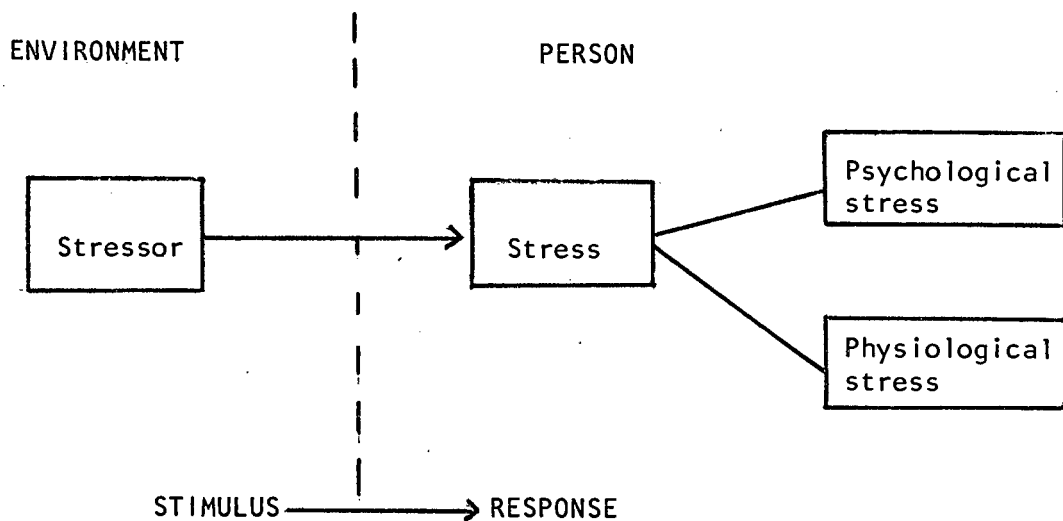 ENVIRONMENT
PERSON
Stressor
Stress
Psychological
stress
Physiological
stress
STIMULUS
RESPONSE